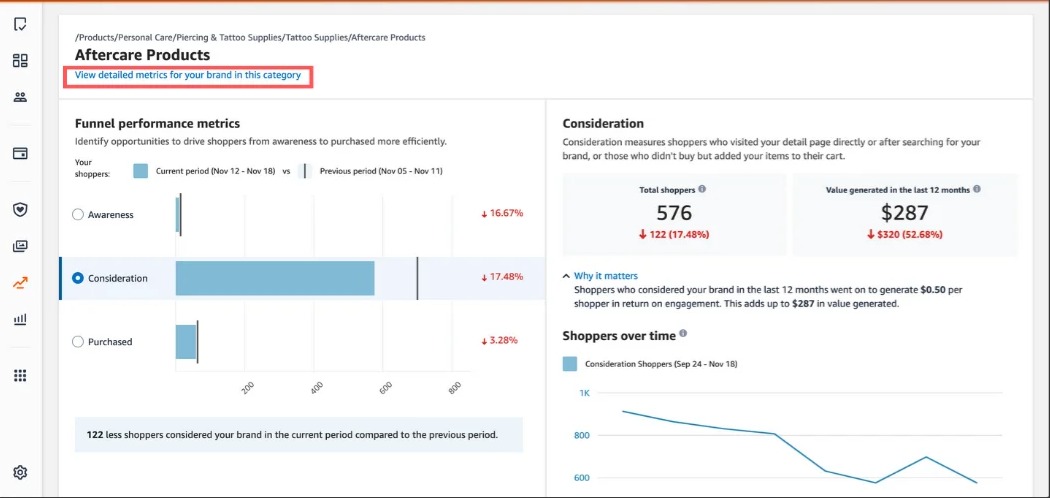 /Products/Personal Care/Piercing & Tattoo Supplies/Tattoo Supplies/Aftercare Products
Aftercare Products
View detailed metrics for your brand in this category
Funnel performance metrics
Identify opportunities to drive shoppers from awareness to purchased more efficiently.
Your shoppers:
Current period (Nov 12 - Nov 18) vs Previous period (Nov 05 - Nov 11)
Awareness
↓ 16.67%
Consideration
↓ 17.48%
Purchased
↓ 3.28%
200 400 600 800
122 less shoppers considered your brand in the current period compared to the previous period.
Consideration
Consideration measures shoppers who visited your detail page directly or after searching for your
brand, or those who didn't buy but added your items to their cart.
Total shoppers
576
↓ 122 (17.48%)
Value generated in the last 12 months
$287
↓ $320 (52.68%)
Why it matters
Shoppers who considered your brand in the last 12 months went on to generate $0.50 per
shopper in return on engagement. This adds up to $287 in value generated.
Shoppers over time
Consideration Shoppers (Sep 24 - Nov 18)
1K
800
600